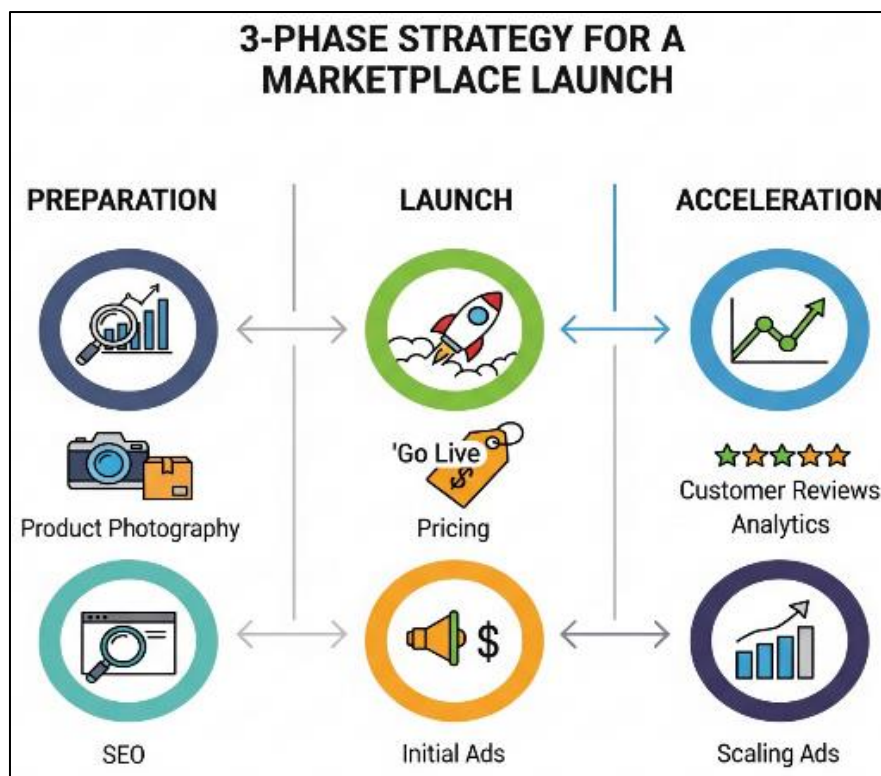 3-PHASE STRATEGY FOR A
MARKETPLACE LAUNCH
PREPARATION
LAUNCH
ACCELERATION
Product Photography
'Go Live
$
Pricing
Customer Reviews
Analytics
SEO
$
Initial Ads
Scaling Ads